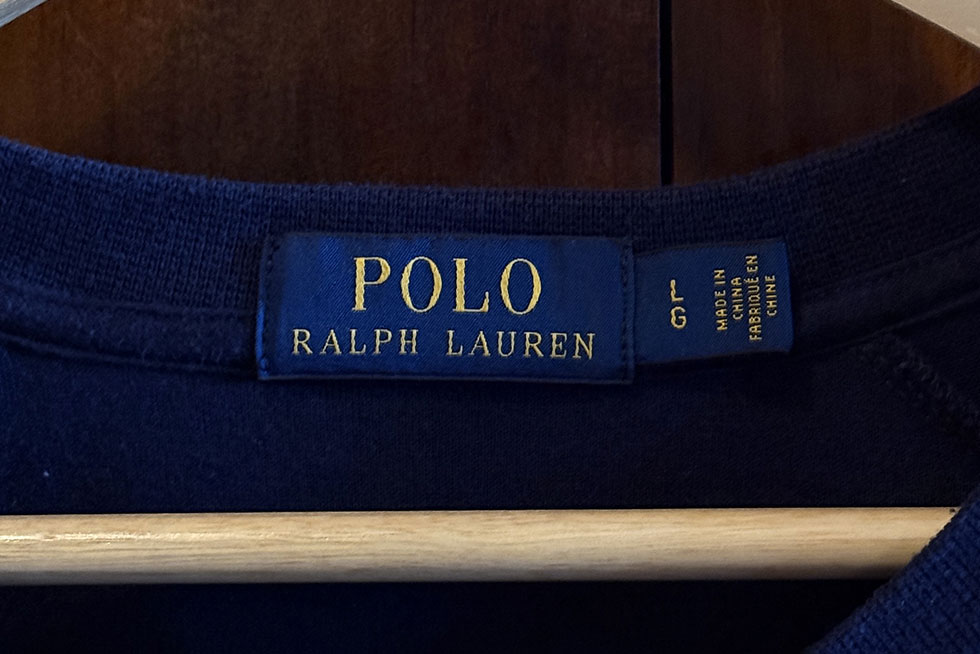 POLO
RALPH LAUREN
L
G
MADE IN
CHINA
FABRIQUÉ EN
CHINE